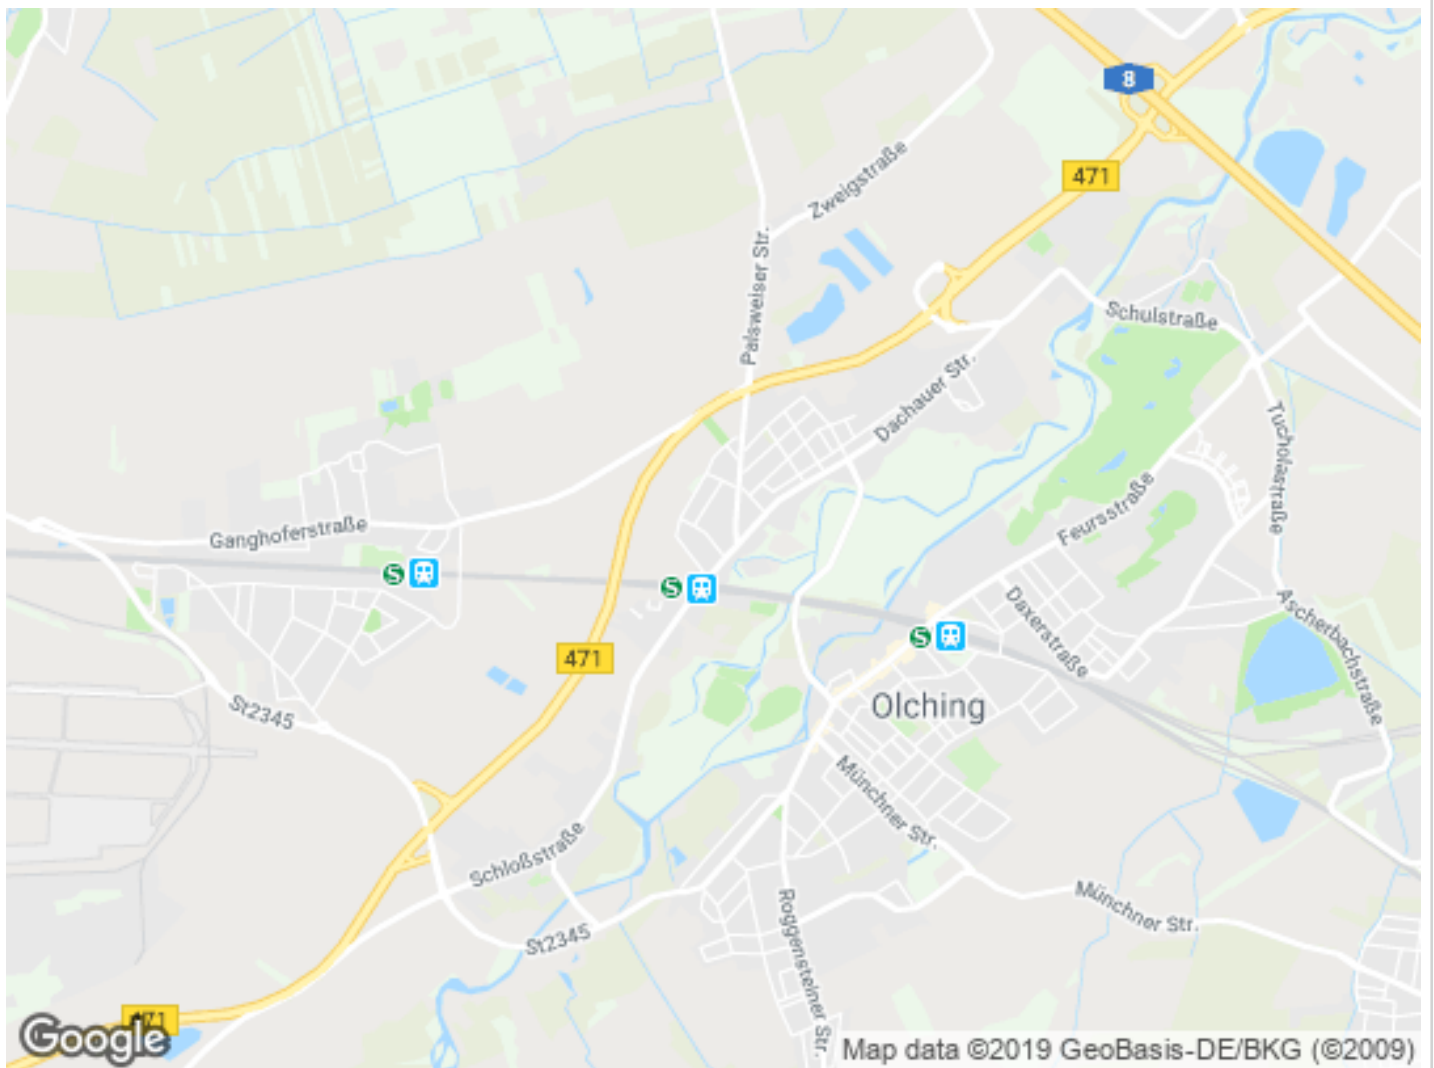 8
471
Zweigstraße
Palsweiser Str.
Schulstraße
Dachauer Str.
Tucholastraße
Feursstraße
Ganghoferstraße
S
S
S
Daxerstraße
Ascherbachstraße
471
Olching
St2345
Münchner Str.
Schloßstraße
Münchner Str.
Roggensteiner Str.
St2345
471
Google
Map data ©2019 GeoBasis-DE/BKG (©2009)